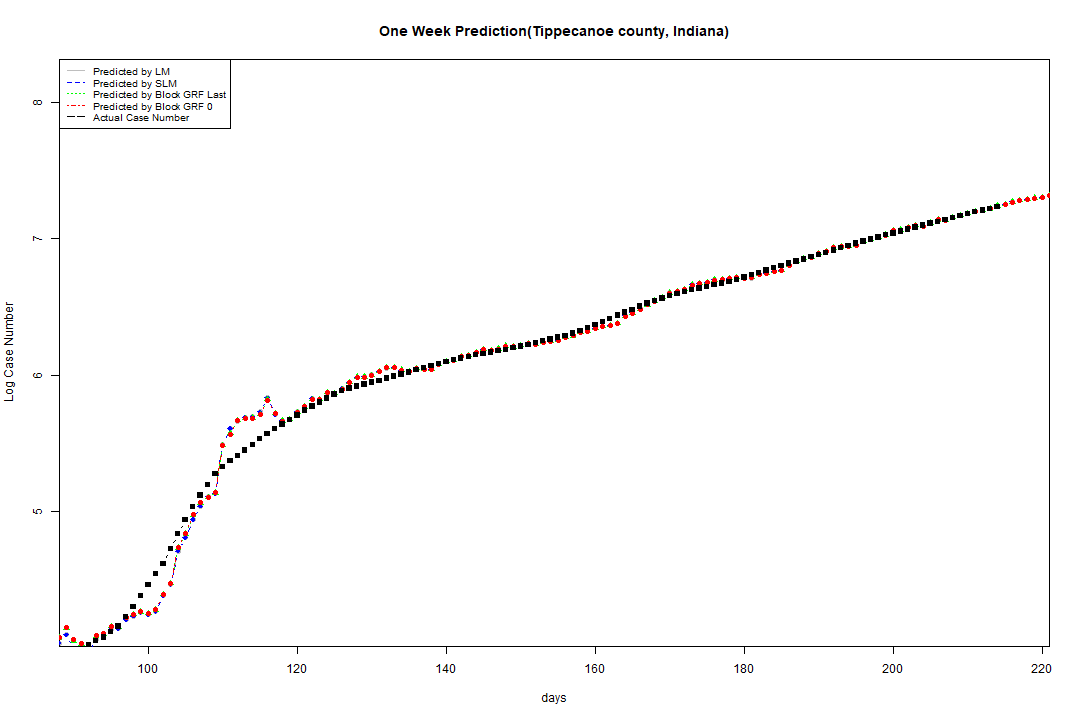 One Week Prediction(Tippecanoe county, Indiana)
Predicted by LM
Predicted by SLM
Predicted by Block GRF Last
Predicted by Block GRF 0
Actual Case Number
8
7
6
5
Log Case Number
100 120 140 160 180 200 220
days